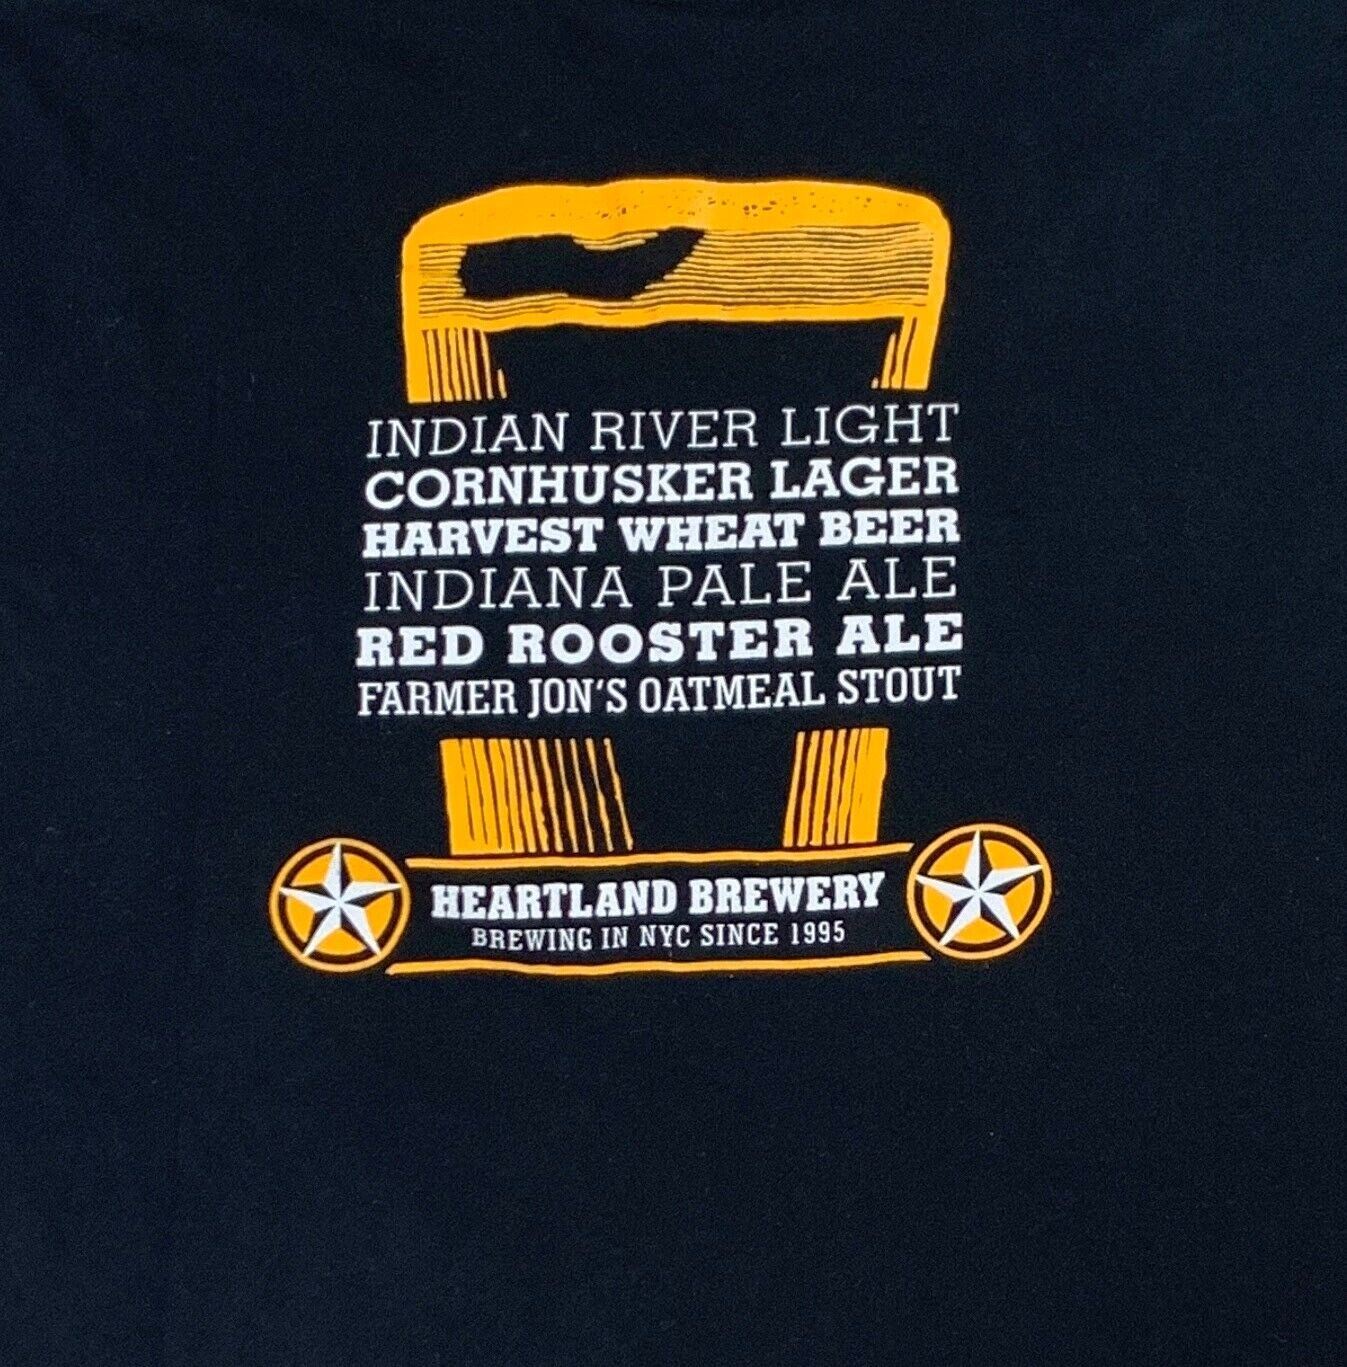 INDIAN RIVER LIGHT
CORNHUSKER LAGER
HARVEST WHEAT BEER
INDIANA PALE ALE
RED ROOSTER ALE
FARMER JON'S OATMEAL STOUT
HEARTLAND BREWERY
BREWING IN NYC SINCE 1995